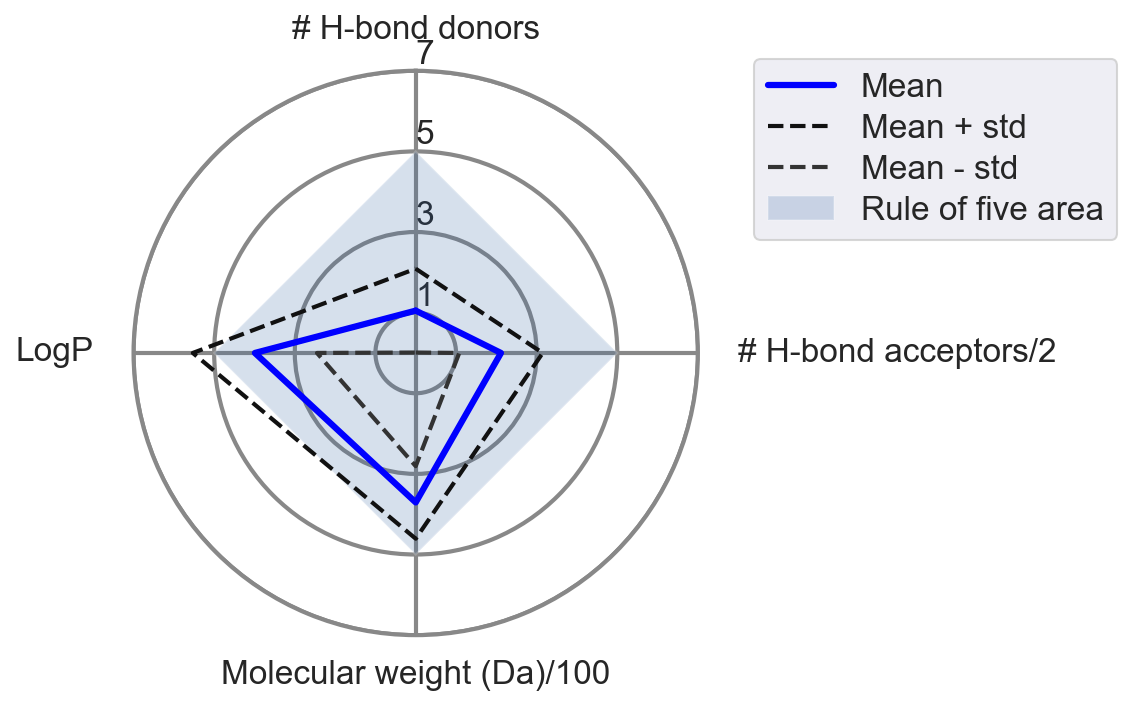 # H-bond donors
7
5
3
1
LogP
# H-bond acceptors/2
Molecular weight (Da)/100
Mean
Mean + std
Mean - std
Rule of five area